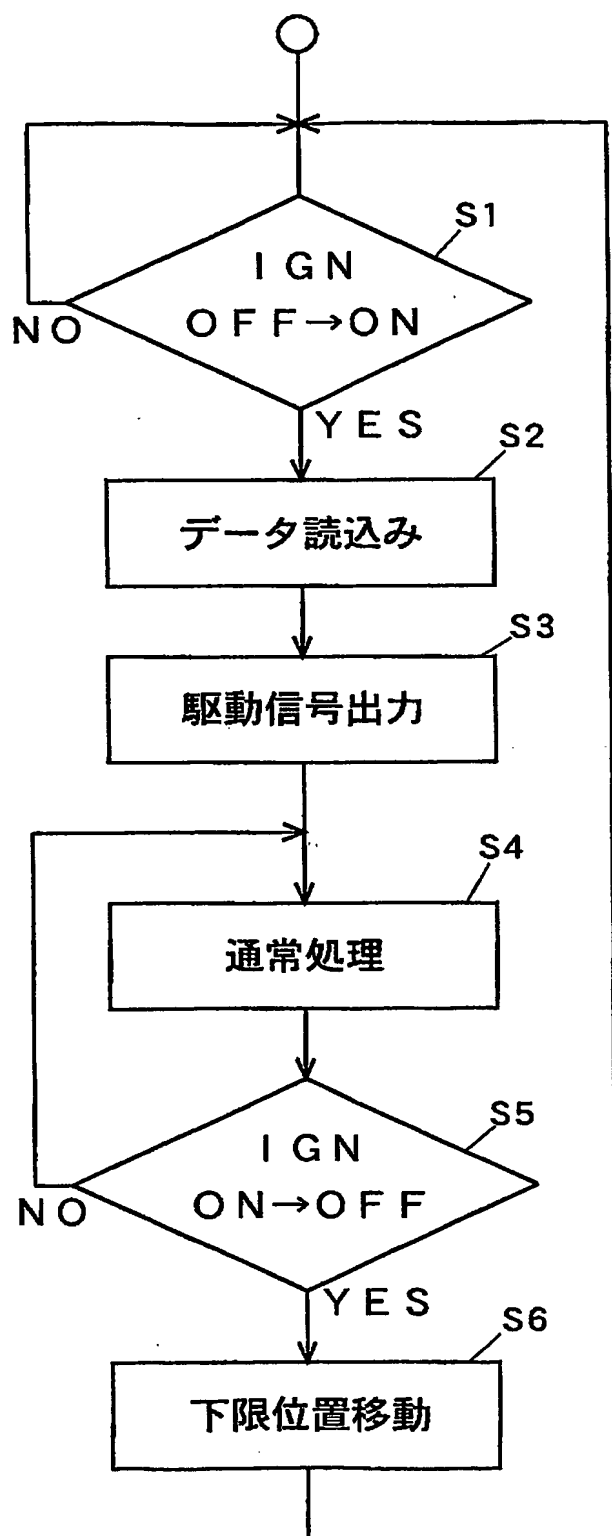 S1
IGN
OFF→ON
NO
YES
S2
データ読込み
S3
駆動信号出力
S4
通常処理
S5
IGN
ON→OFF
NO
YES
S6
下限位置移動